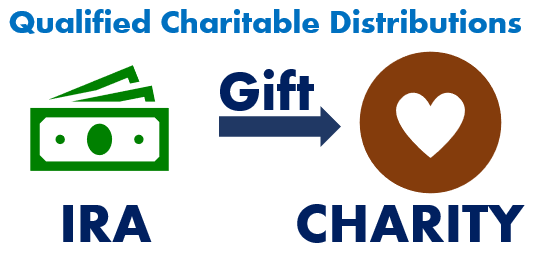 Qualified Charitable Distributions
Gift
IRA
CHARITY